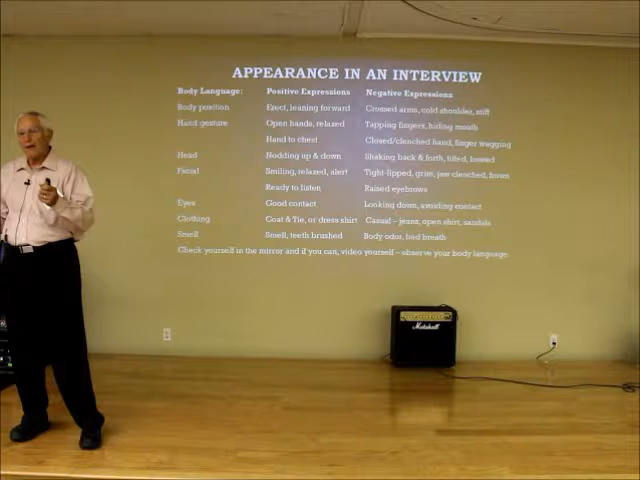 APPEARANCE IN AN INTERVIEW
Body Language: Positive Expressions Negative Expressions
Body position Erect, leaning forward Crossed arms, cold shoulder, stiff
Hand gesture Open hands, relaxed Tapping fingers, hiding mouth
Hand to chest Closed/clenched hand, finger wagging
Head Nodding up & down Shaking back & forth, tilted, bowed
Facial Smiling, relaxed, alert Tight-lipped, grim, jaw clenched, frown
Ready to listen Raised eyebrows
Eyes Good contact Looking down, avoiding contact
Clothing Coat & Tie, or dress shirt Casual – jeans, open shirt, sandals
Smell Smell, teeth brushed Body odor, bad breath
Check yourself in the mirror and if you can, video yourself – observe your body language
Marshall